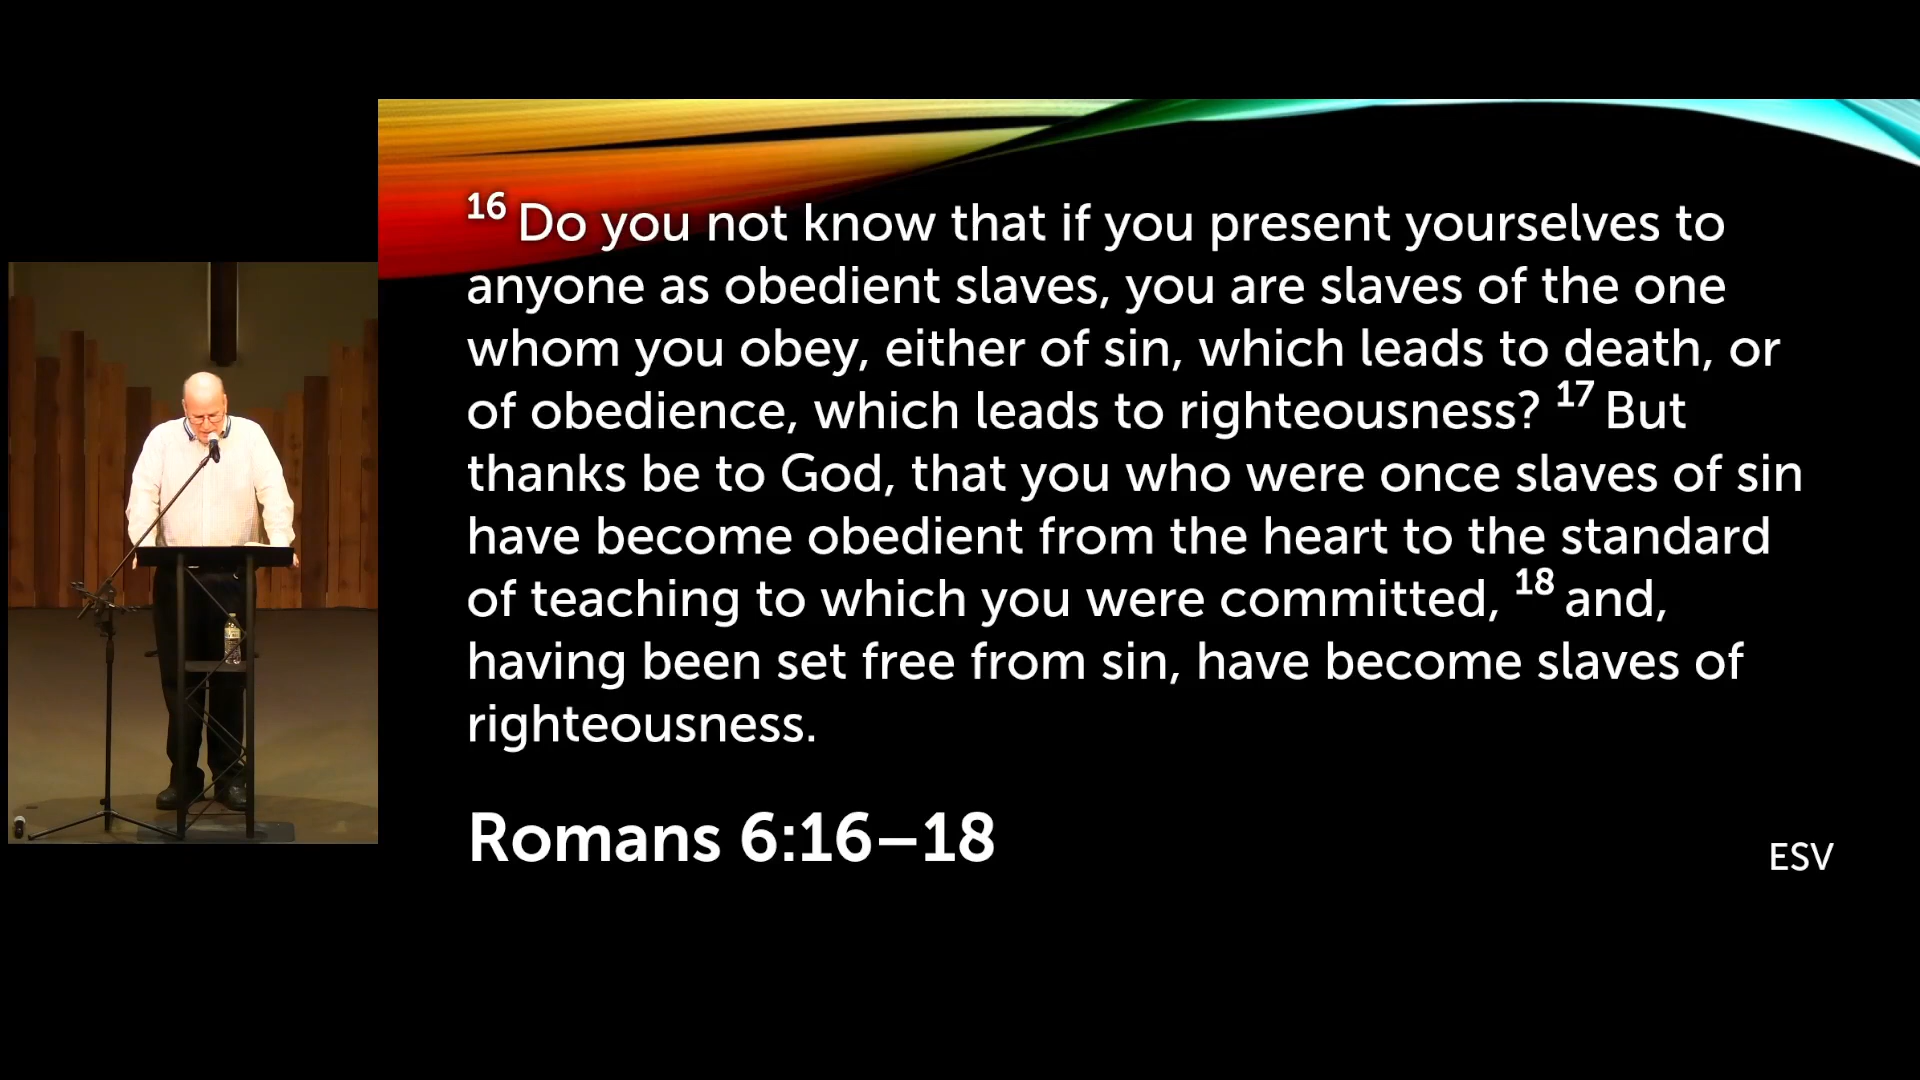 16 Do you not know that if you present yourselves to
anyone as obedient slaves, you are slaves of the one
whom you obey, either of sin, which leads to death, or
of obedience, which leads to righteousness? 17 But
thanks be to God, that you who were once slaves of sin
have become obedient from the heart to the standard
of teaching to which you were committed, 18 and,
having been set free from sin, have become slaves of
righteousness.
Romans 6:16–18
ESV